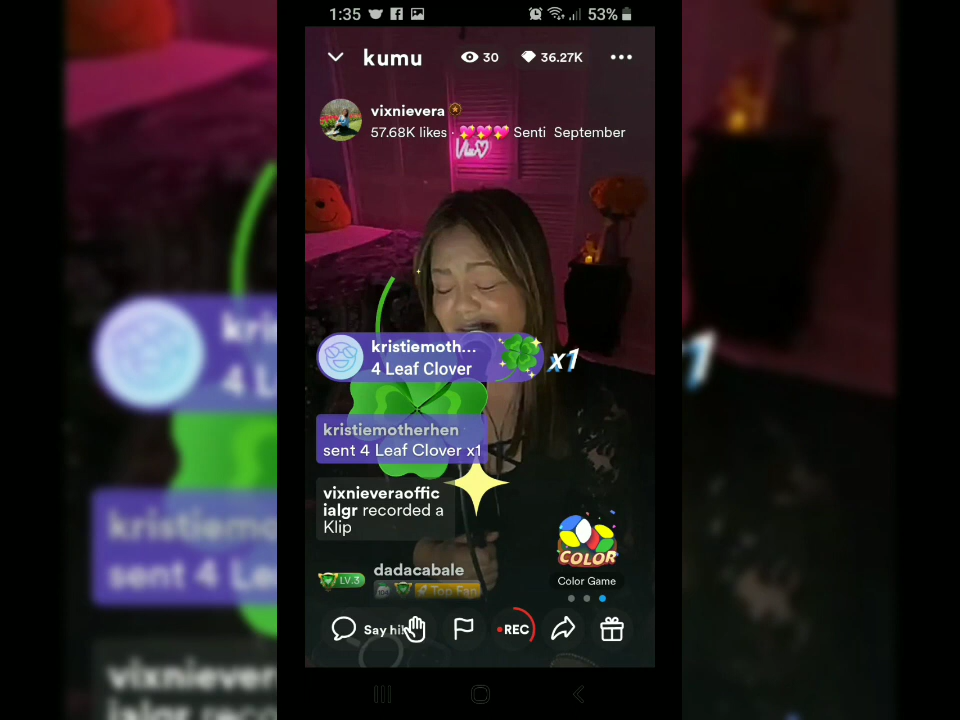 1:35 53%
kumu 30 36.27K
vixnievera
57.68K likes · 💖💖💖 Senti September
kristiemoth...
4 Leaf Clover x1
kristiemotherhen
sent 4 Leaf Clover x1
vixnieveraoffic
ialgr recorded a
Klip
COLOR
Color Game
dadacabale
LV.3 Top Fan
Say hi REC